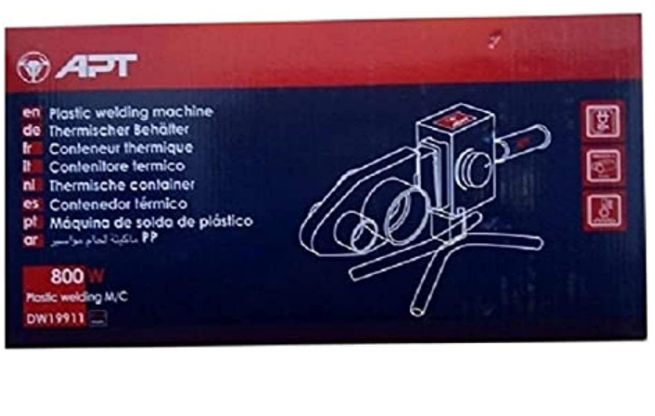 APT
en Plastic welding machine
de Thermischer Behälter
fr Conteneur thermique
it Contenitore termico
nl Thermische container
es Contenedor térmico
pt Máquina de solda de plástico
ar ماكينة لحام مواسير PP
800 W
Plastic welding M/C
DW19911